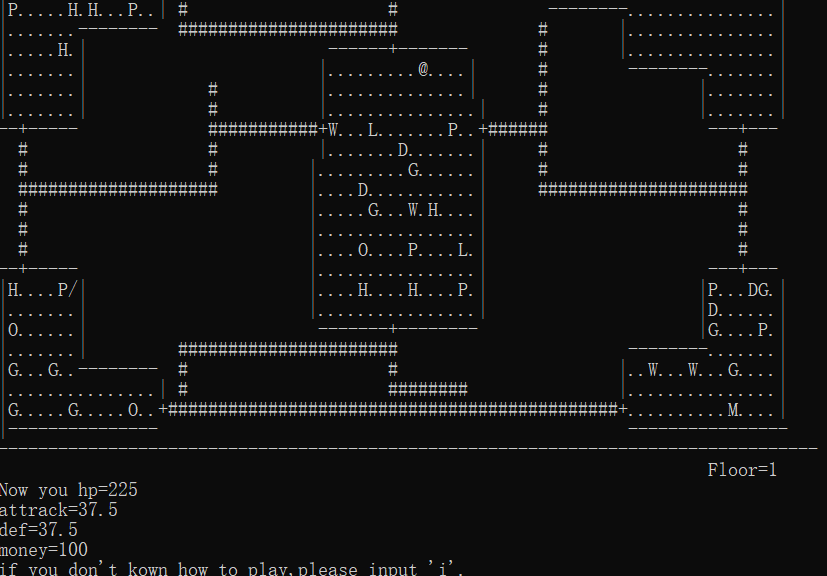 |P.....H.H...P..| #                    #               --------...............|
|....... --------  ######################              #       |...............|
|.....H.|                        ------+-------       #       |...............|
|.......|                       |.........@....|      #        --------.......|
|.......|            #          |..............|      #               |.......|
|.......|            #          |...............|     #               |.......|
--+-----             ###########+W...L.......P..+######                ---+---
  #                  #          |........D.......|     #                   #
  #                  #         |..........G......|     #                   #
  ####################         |....D............|     #####################
  #                            |.....G...W.H.....|                         #
  #                            |.................|                         #
  #                            |....O....P....L.|                         #
--+-----                       |.................|                     ---+---
|H....P/|                      |....H....H....P.|                     |P...DG.|
|.......|                      |.................|                     |D......|
|O......|                       -------+--------                      |G....P.|
|.......|         ######################                       --------.......|
|G...G.. --------  #                    #                      |..W...W...G....|
|...............| #                    ########               |...............|
|G.....G.....O..+##############################################+..........M....|
 ---------------                                               ----------------
----------------------------------------------------------------------------------
Floor=1
Now you hp=225
attrack=37.5
def=37.5
money=100
if you don't kown how to play,please input 'i'.